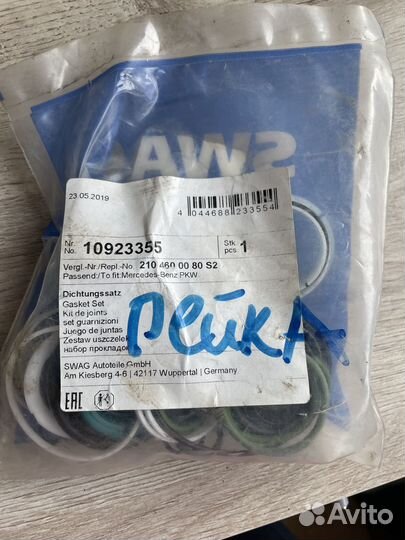 SWAG
23.05.2019
4 044688 233554
Nr.
No. 10923355
Stk
pcs 1
Vergl.-Nr./Repl.-No. 210 460 00 80 S2
Passend:/To fit:Mercedes-Benz PKW
Dichtungssatz
Gasket Set
Kit de joints
set guarnizioni
Juego de juntas
Zestaw uszczelek
набор прокладок
РЕйКА
SWAG Autoteile GmbH
Am Kiesberg 4-6 | 42117 Wuppertal | Germany
EAC
Avito